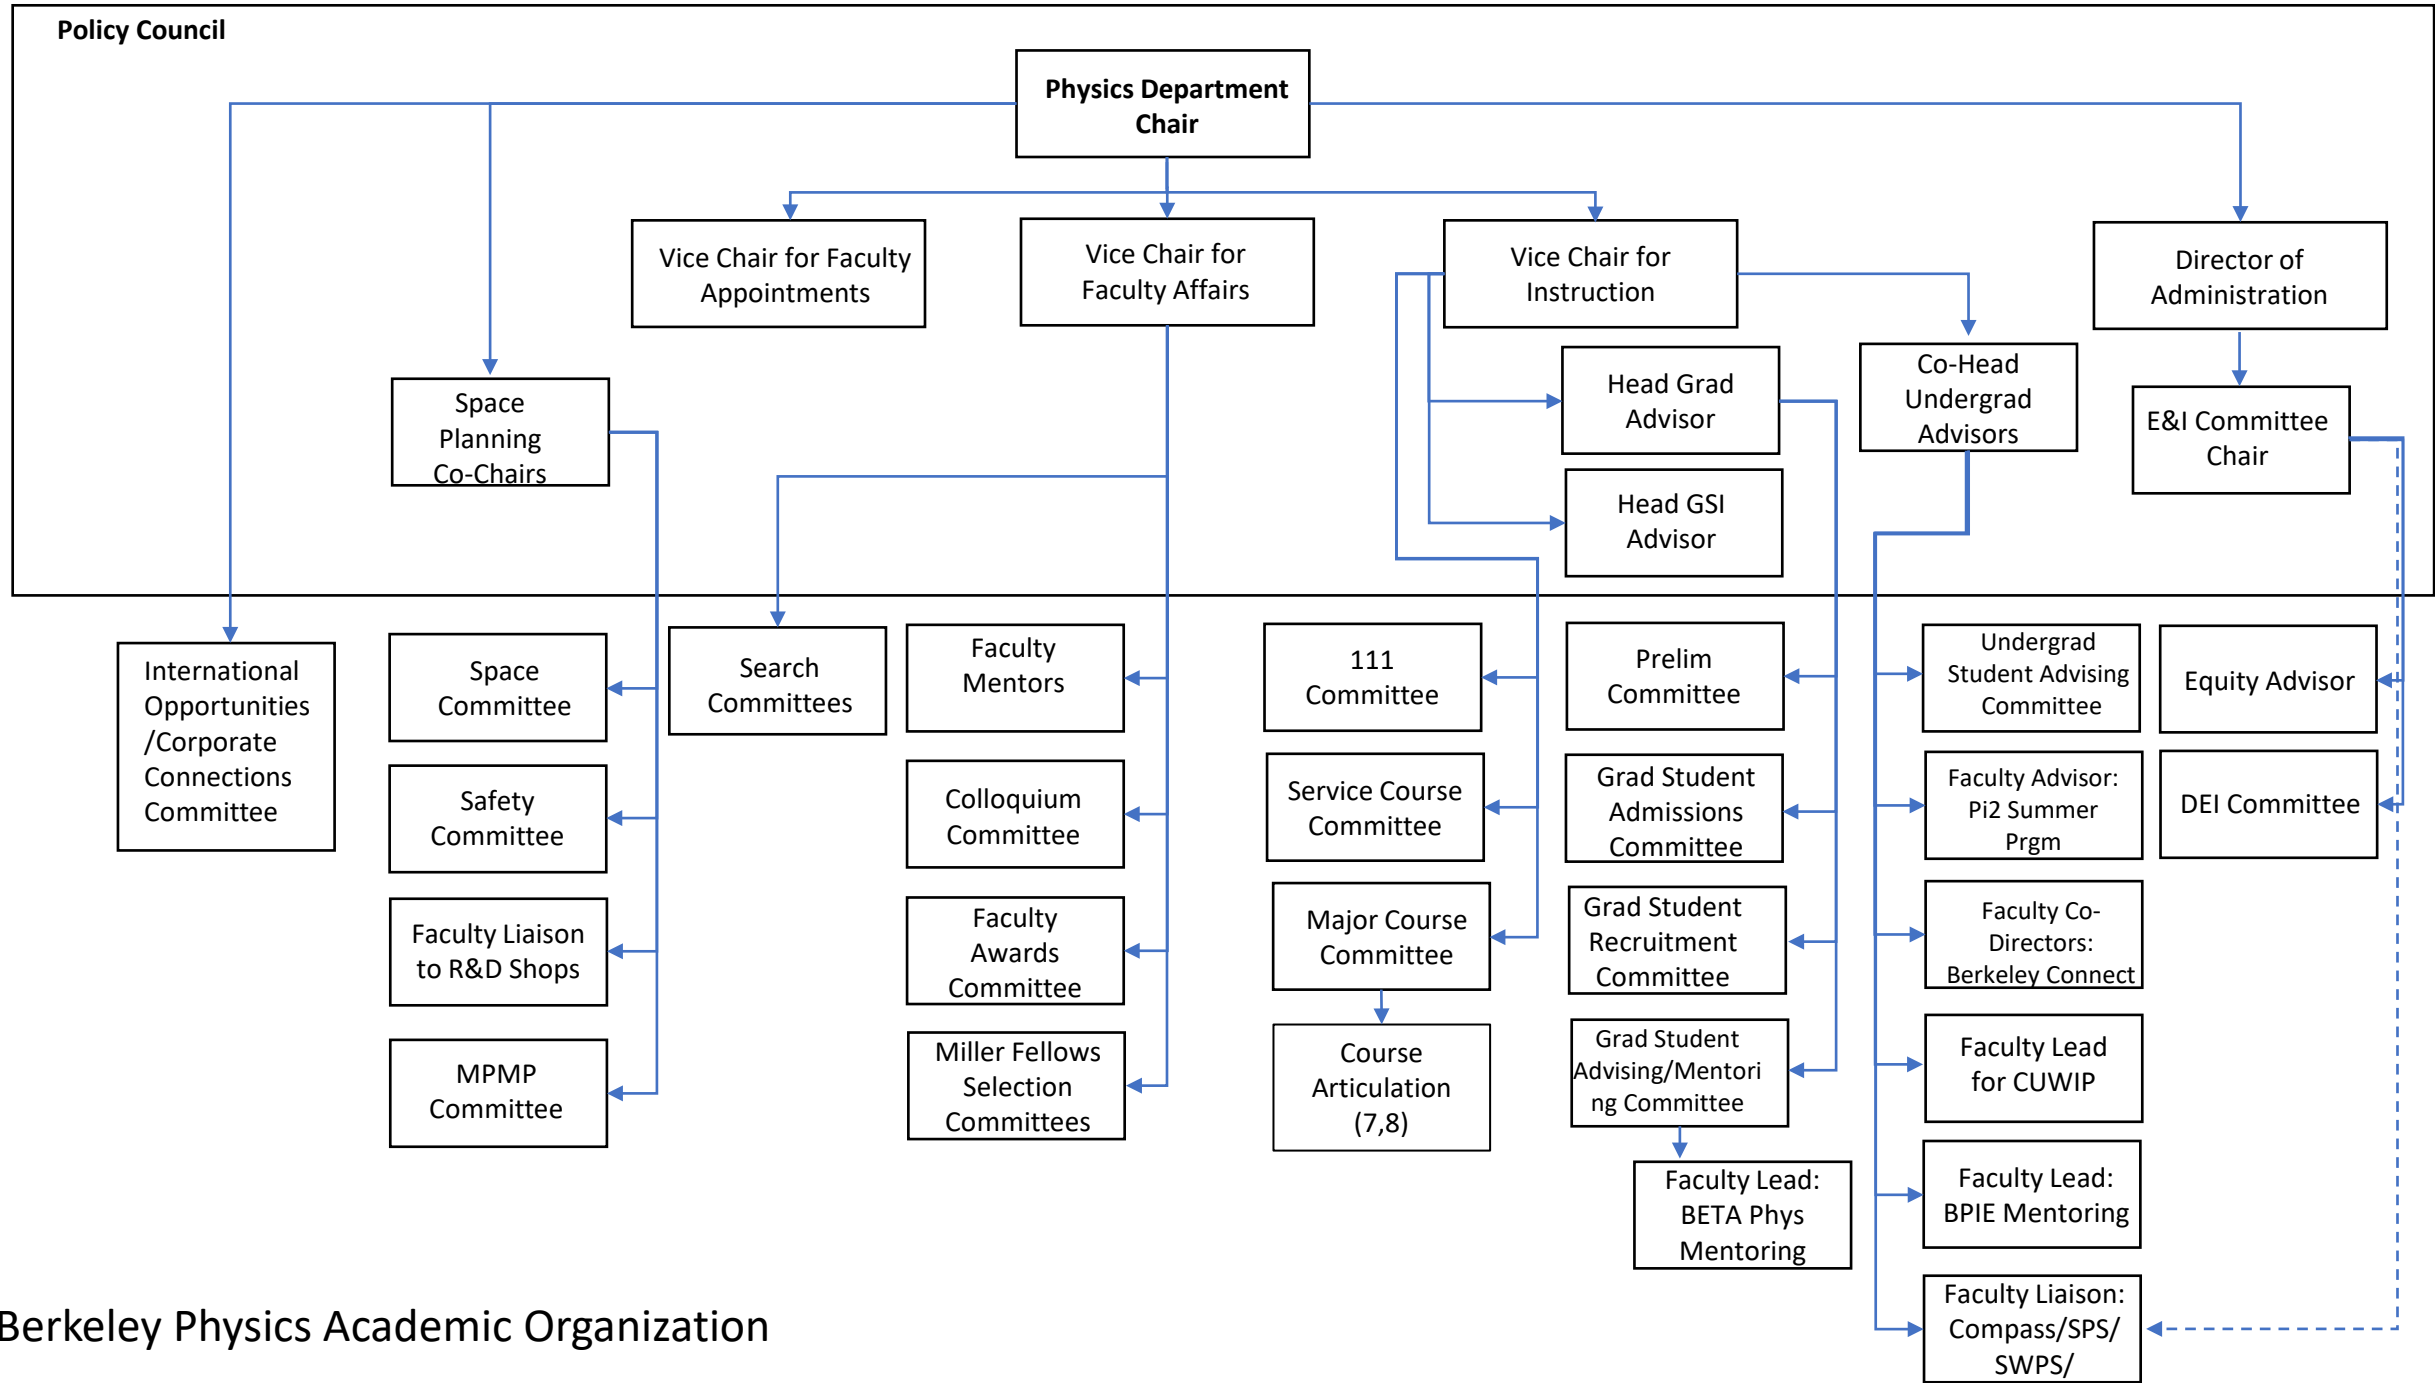 Policy Council
Physics Department
Chair
Vice Chair for Faculty
Appointments
Vice Chair for
Faculty Affairs
Vice Chair for
Instruction
Director of
Administration
Space
Planning
Co-Chairs
Head Grad
Advisor
Co-Head
Undergrad
Advisors
E&I Committee
Chair
Head GSI
Advisor
International
Opportunities
/Corporate
Connections
Committee
Space
Committee
Search
Committees
Faculty
Mentors
111
Committee
Prelim
Committee
Undergrad
Student Advising
Committee
Equity Advisor
Safety
Committee
Colloquium
Committee
Service Course
Committee
Grad Student
Admissions
Committee
Faculty Advisor:
Pi2 Summer
Prgm
DEI Committee
Faculty Liaison
to R&D Shops
Faculty
Awards
Committee
Major Course
Committee
Grad Student
Recruitment
Committee
Faculty Co-
Directors:
Berkeley Connect
MPMP
Committee
Miller Fellows
Selection
Committees
Course
Articulation
(7,8)
Grad Student
Advising/Mentori
ng Committee
Faculty Lead
for CUWIP
Faculty Lead:
BETA Phys
Mentoring
Faculty Lead:
BPIE Mentoring
Faculty Liaison:
Compass/SPS/
SWPS/
Berkeley Physics Academic Organization